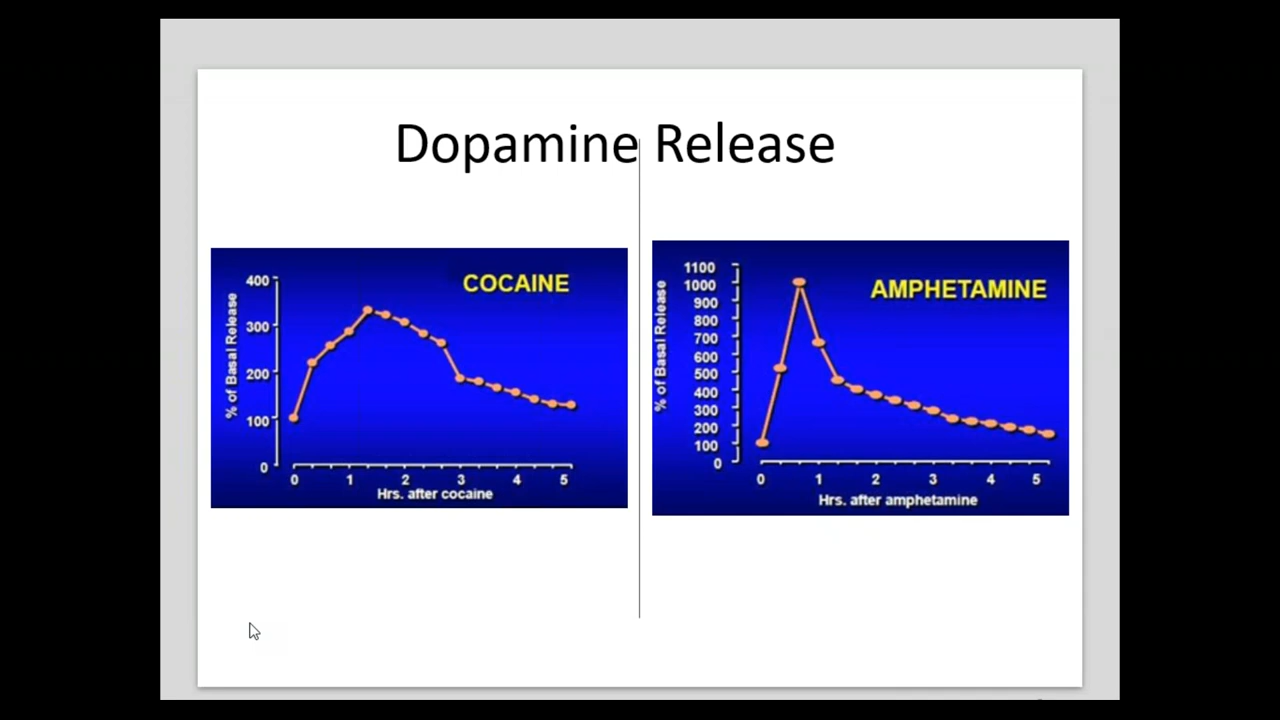 Dopamine Release
COCAINE
% of Basal Release
400
300
200
100
0
0 1 2 3 4 5
Hrs. after cocaine
AMPHETAMINE
% of Basal Release
1100
1000
900
800
700
600
500
400
300
200
100
0
0 1 2 3 4 5
Hrs. after amphetamine